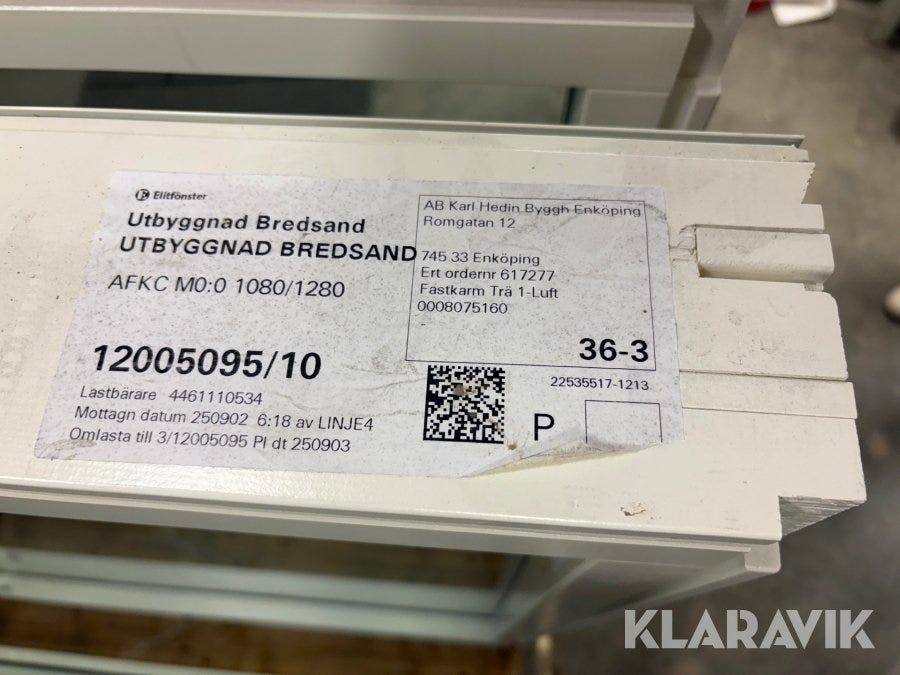 Elitfönster
Utbyggnad Bredsand
UTBYGGNAD BREDSAND
AFKC M0:0 1080/1280
12005095/10
Lastbärare 4461110534
Mottagn datum 250902 6:18 av LINJE4
Omlasta till 3/12005095 Pl dt 250903
AB Karl Hedin Byggh Enköping
Romgatan 12
745 33 Enköping
Ert ordernr 617277
Fastkarm Trä 1-Luft
0008075160
36-3
22535517-1213
P
KLARAVIK